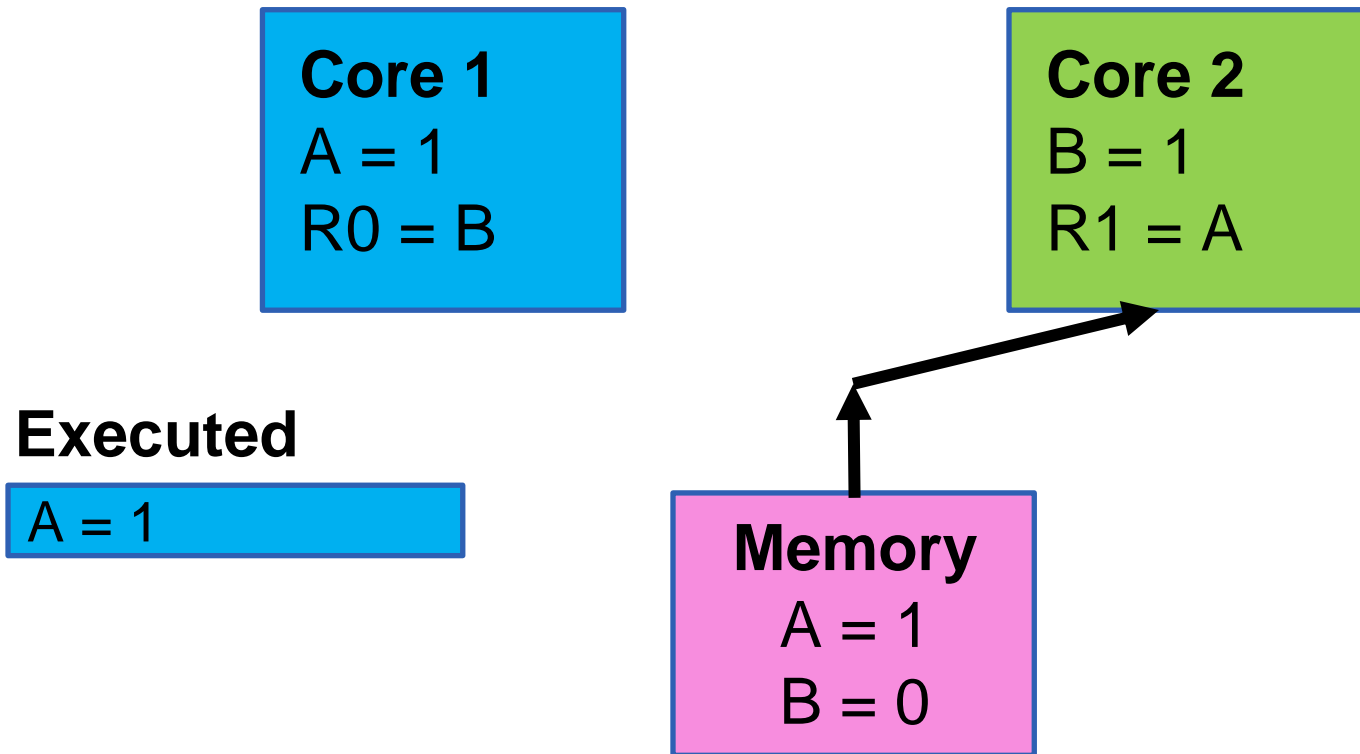 Core 1
A = 1
R0 = B
Core 2
B = 1
R1 = A
Executed
A = 1
Memory
A = 1
B = 0